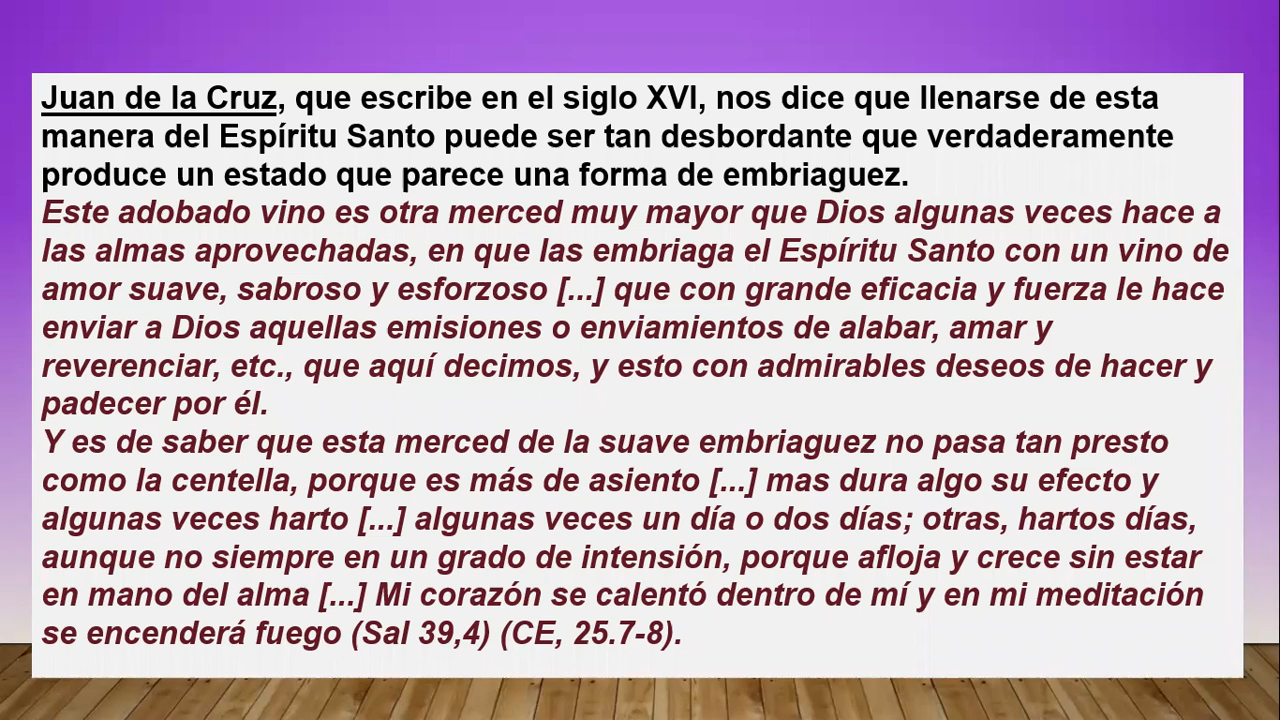 Juan de la Cruz, que escribe en el siglo XVI, nos dice que llenarse de esta
manera del Espíritu Santo puede ser tan desbordante que verdaderamente
produce un estado que parece una forma de embriaguez.
Este adobado vino es otra merced muy mayor que Dios algunas veces hace a
las almas aprovechadas, en que las embriaga el Espíritu Santo con un vino de
amor suave, sabroso y esforzoso [...] que con grande eficacia y fuerza le hace
enviar a Dios aquellas emisiones o enviamientos de alabar, amar y
reverenciar, etc., que aquí decimos, y esto con admirables deseos de hacer y
padecer por él.
Y es de saber que esta merced de la suave embriaguez no pasa tan presto
como la centella, porque es más de asiento [...] mas dura algo su efecto y
algunas veces harto [...] algunas veces un día o dos días; otras, hartos días,
aunque no siempre en un grado de intensión, porque afloja y crece sin estar
en mano del alma [...] Mi corazón se calentó dentro de mí y en mi meditación
se encenderá fuego (Sal 39,4) (CE, 25.7-8).